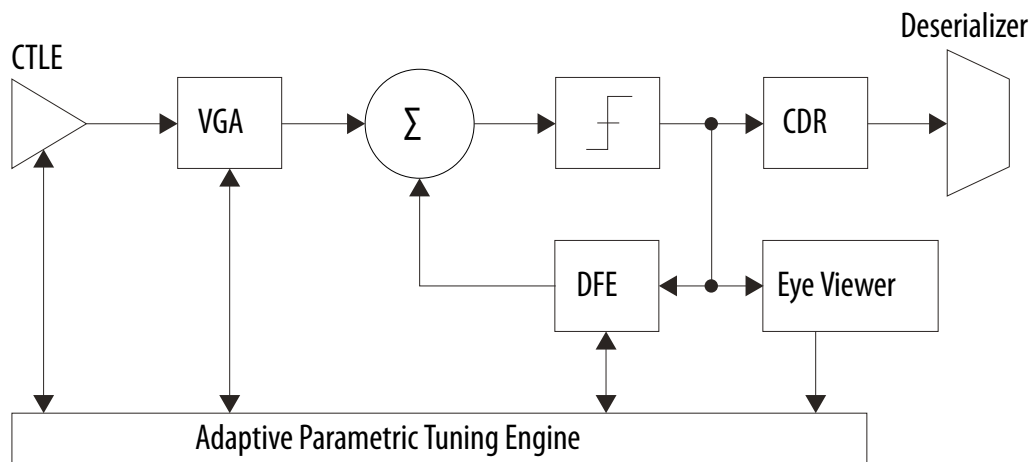 Deserializer
CTLE
VGA
Σ
CDR
DFE
Eye Viewer
Adaptive Parametric Tuning Engine